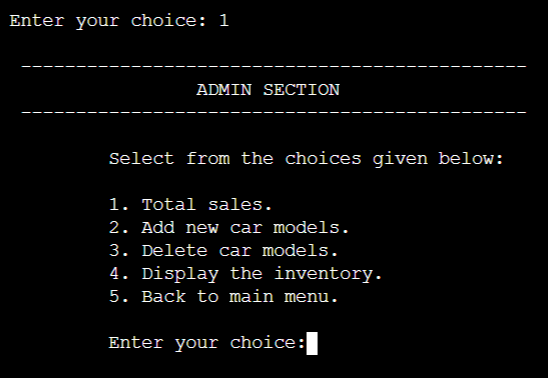 Enter your choice: 1
----------------------------------------------
ADMIN SECTION
----------------------------------------------
Select from the choices given below:
1. Total sales.
2. Add new car models.
3. Delete car models.
4. Display the inventory.
5. Back to main menu.
Enter your choice: